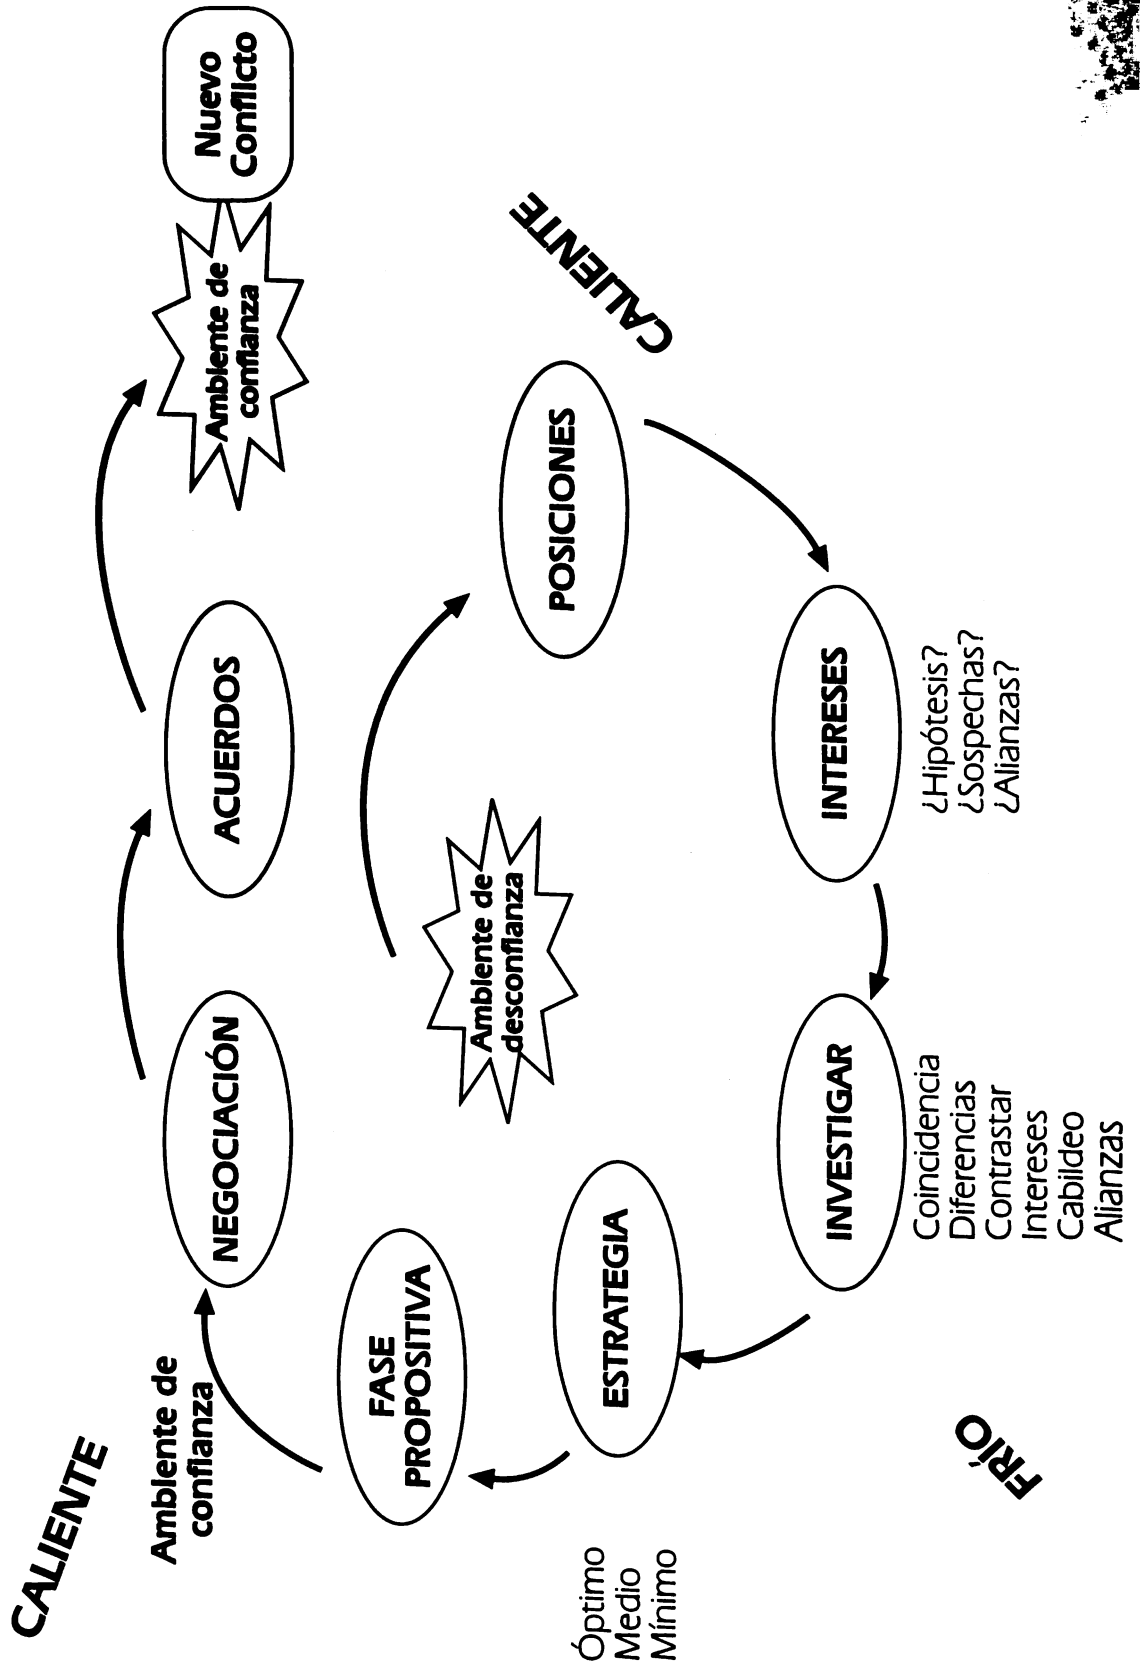 CALIENTE
Ambiente de
confianza
NEGOCIACIÓN
ACUERDOS
Ambiente de
confianza
Nuevo
Conflicto
FASE
PROPOSITIVA
Ambiente de
desconfianza
POSICIONES
CALIENTE
Óptimo
Medio
Mínimo
ESTRATEGIA
INVESTIGAR
Coincidencia
Diferencias
Contrastar
Intereses
Cabildeo
Alianzas
INTERESES
¿Hipótesis?
¿Sospechas?
¿Alianzas?
FRÍO